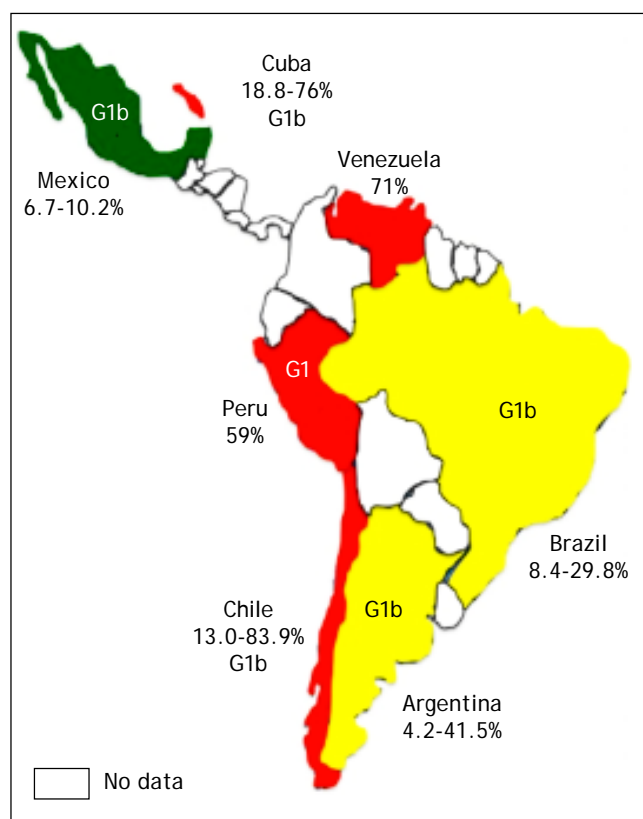 Cuba
18.8-76%
G1b
G1b
Mexico
6.7-10.2%
Venezuela
71%
G1
Peru
59%
G1b
Brazil
8.4-29.8%
Chile
13.0-83.9%
G1b
G1b
Argentina
4.2-41.5%
No data